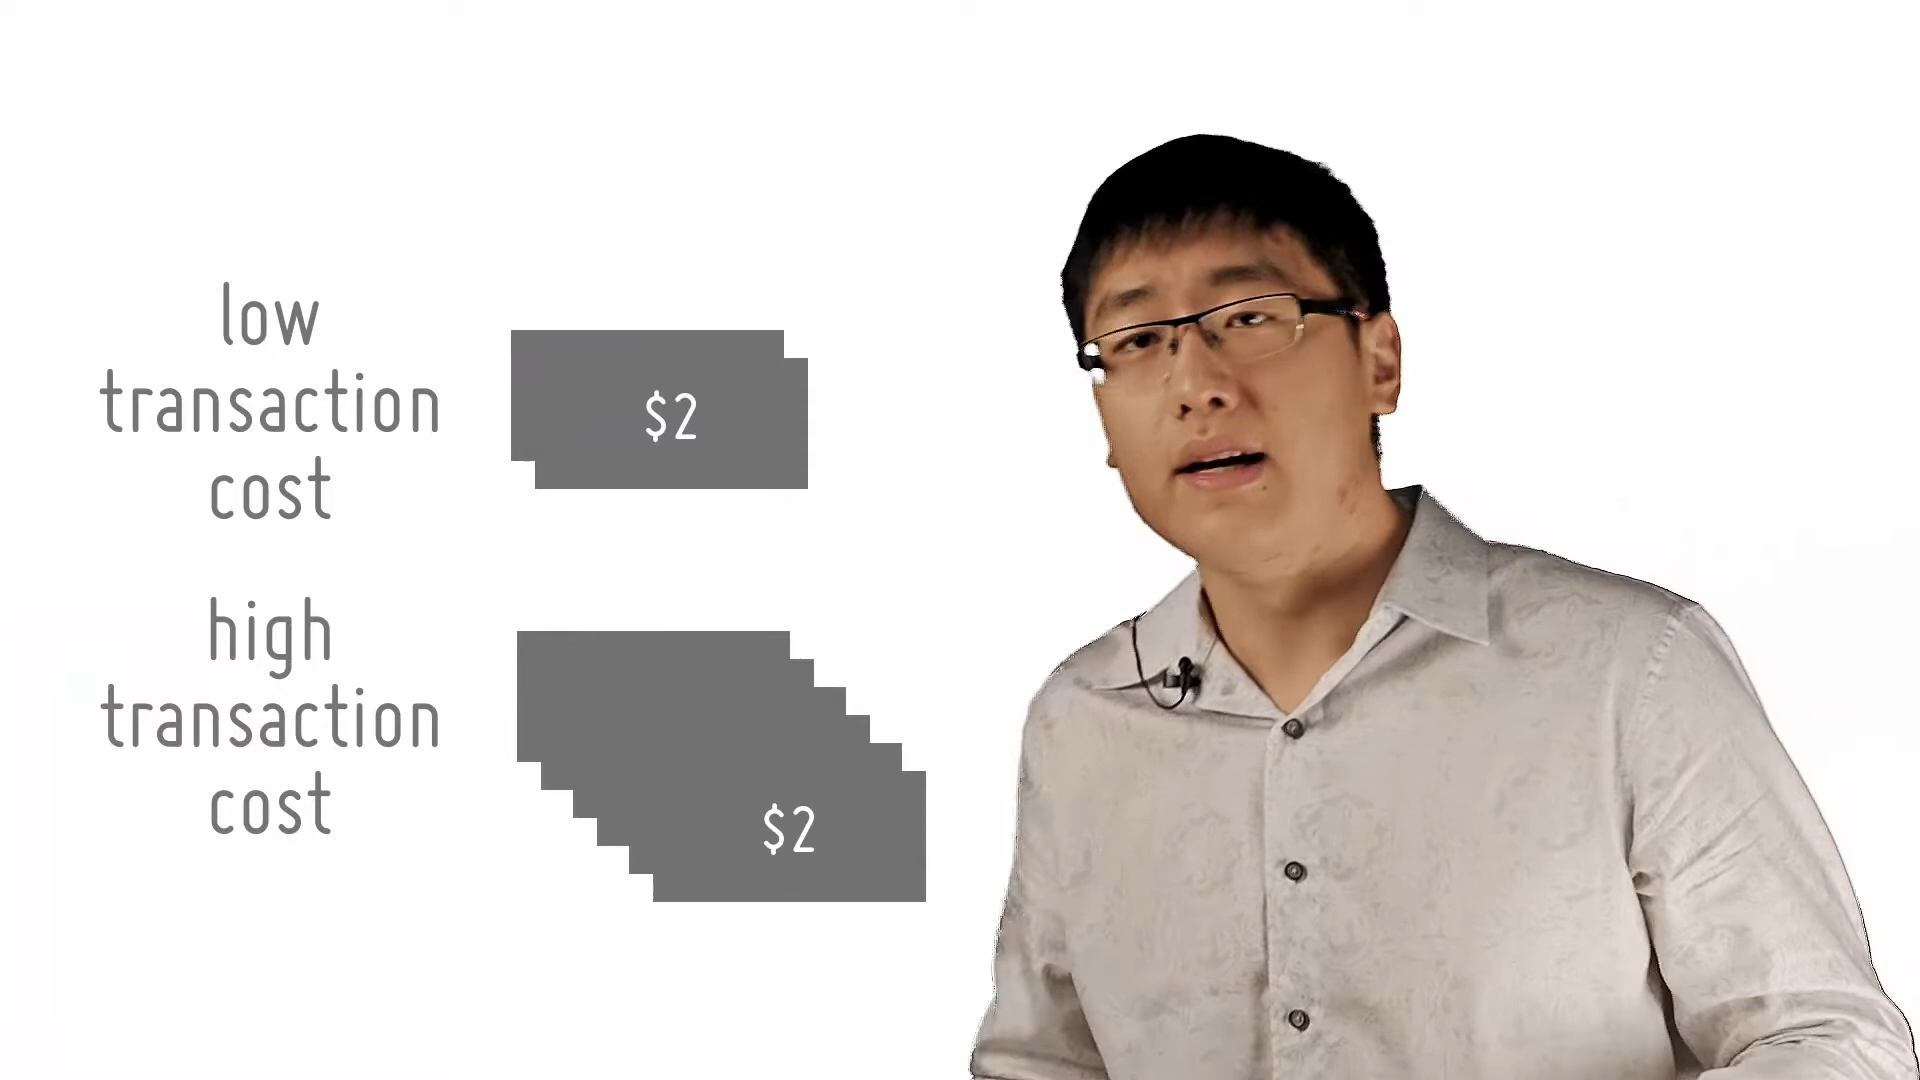 low
transaction
cost
$2
high
transaction
cost
$2